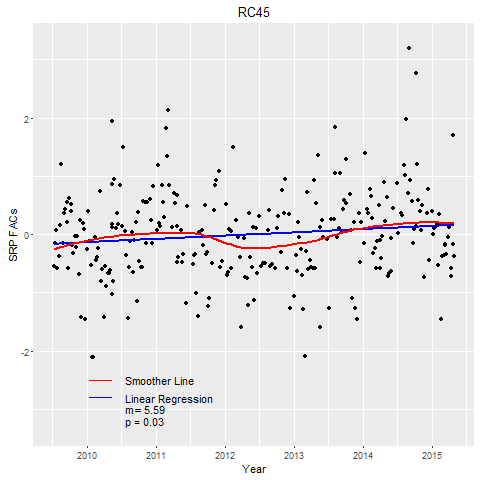 RC45
SRP FACs
2
0
-2
Smoother Line
Linear Regression
m= 5.59
p = 0.03
2010 2011 2012 2013 2014 2015
Year